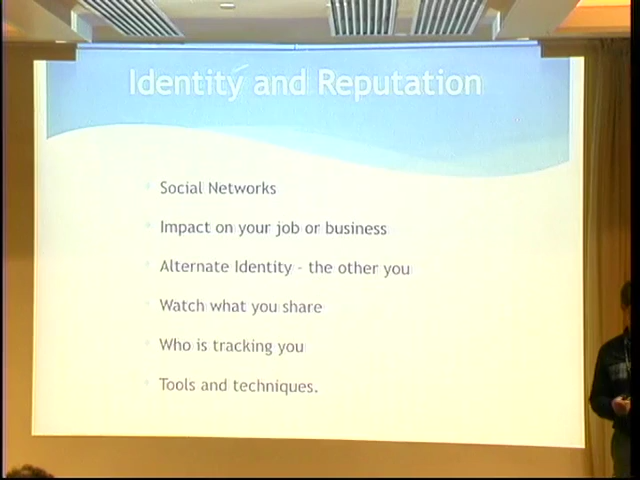 Identity and Reputation
Social Networks
Impact on your job or business
Alternate Identity - the other you
Watch what you share
Who is tracking you
Tools and techniques.